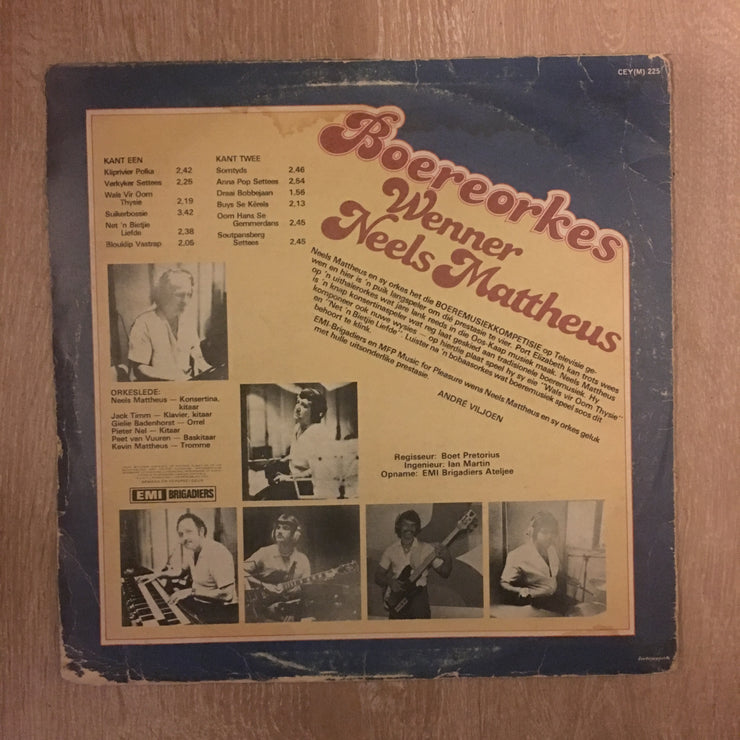 CEY(M) 225
Boereorkes
Wenner
Neels Mattheus
KANT EEN
Kliprivier Polka 2,42
Verkyker Settees 2,25
Wals Vir Oom
Thysie 2,19
Suikerbossie 3,42
Net 'n Bietjie
Liefde 2,38
Blouklip Vastrap 2,05
KANT TWEE
Somtyds 2,46
Anna Pop Settees 2,54
Draai Bobbejaan 1,56
Buys Se Kêrels 2,13
Oom Hans Se
Gemmerdans 2,45
Soutpansberg
Settees 2,45
Neels Mattheus en sy orkes het die BOEREMUSIEKKOMPETISIE op Televisie ge-
wen en hier is 'n puik langspeler om dié prestasie te vier. Port Elizabeth kan trots wees
op 'n uithalerorkes wat jare lank reeds in die Oos-Kaap musiek maak. Neels Mattheus
is 'n knap konsertinaspeler wat reg laat geskied aan tradisionele boeremusiek. Hy
komponeer ook nuwe wysies ... op hierdie plaat speel hy sy eie "Wals vir Oom Thysie"
en "Net 'n Bietjie Liefde". Luister na 'n bobaasorkes wat boeremusiek speel soos dit
behoort te klink.
EMI-Brigadiers en MFP Music for Pleasure wens Neels Mattheus en sy orkes geluk
met hulle uitsonderlike prestasie.
ANDRÉ VILJOEN
ORKESLEDE:
Neels Mattheus — Konsertina,
kitaar
Jack Timm — Klavier, kitaar
Gielie Badenhorst — Orrel
Pieter Nel — Kitaar
Peet van Vuuren — Baskitaar
Kevin Mattheus — Tromme
EMI BRIGADIERS
Regisseur: Boet Pretorius
Ingenieur: Ian Martin
Opname: EMI Brigadiers Ateljee